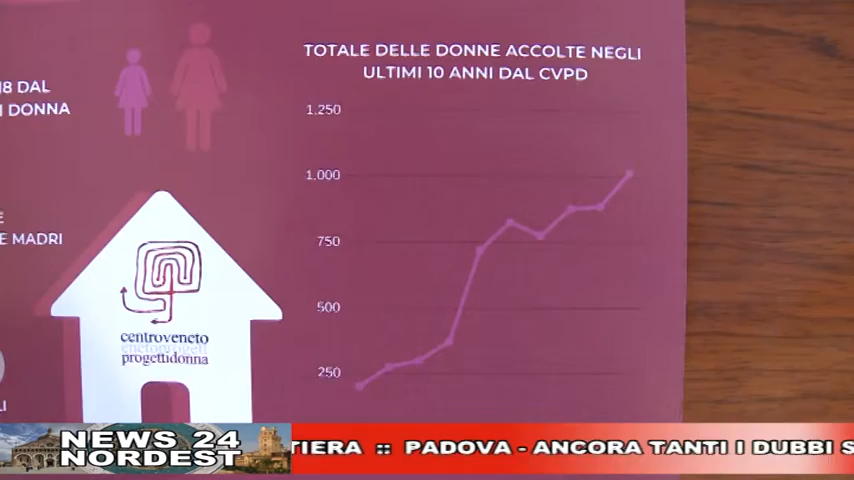 18 DAL
I DONNA
E
E MADRI
LI
centroveneto
progettidonna
TOTALE DELLE DONNE ACCOLTE NEGLI
ULTIMI 10 ANNI DAL CVPD
1,250
1,000
750
500
250
NEWS 24
NORDEST
TIERA :: PADOVA - ANCORA TANTI I DUBBI S